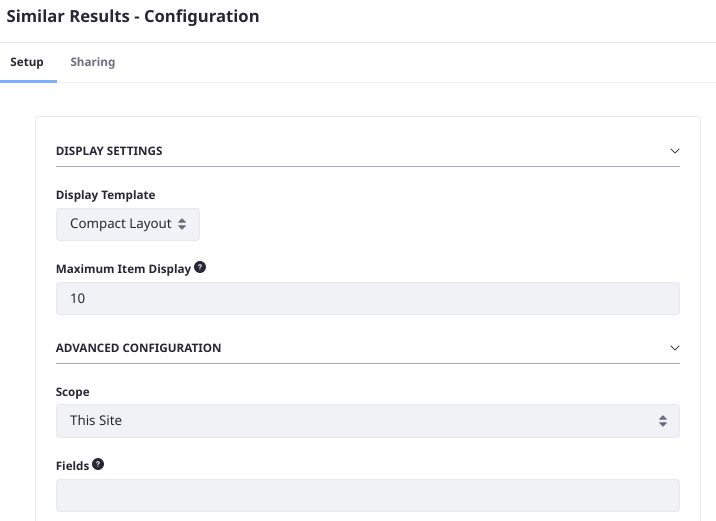 Similar Results - Configuration
Setup Sharing
DISPLAY SETTINGS
Display Template
Compact Layout
Maximum Item Display ?
10
ADVANCED CONFIGURATION
Scope
This Site
Fields ?